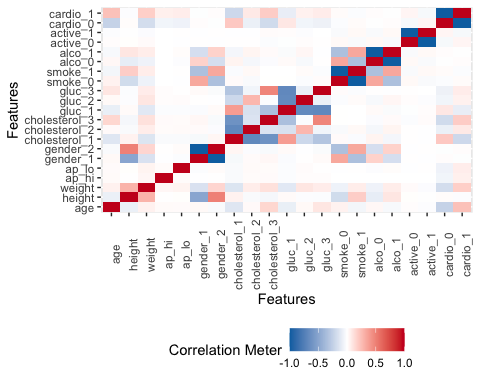 cardio_1
cardio_0
active_1
active_0
alco_1
alco_0
smoke_1
smoke_0
gluc_3
gluc_2
gluc_1
cholesterol_3
cholesterol_2
cholesterol_1
gender_2
gender_1
ap_lo
ap_hi
weight
height
age
Features
age
height
weight
ap_hi
ap_lo
gender_1
gender_2
cholesterol_1
cholesterol_2
cholesterol_3
gluc_1
gluc_2
gluc_3
smoke_0
smoke_1
alco_0
alco_1
active_0
active_1
cardio_0
cardio_1
Features
Correlation Meter
-1.0 -0.5 0.0 0.5 1.0